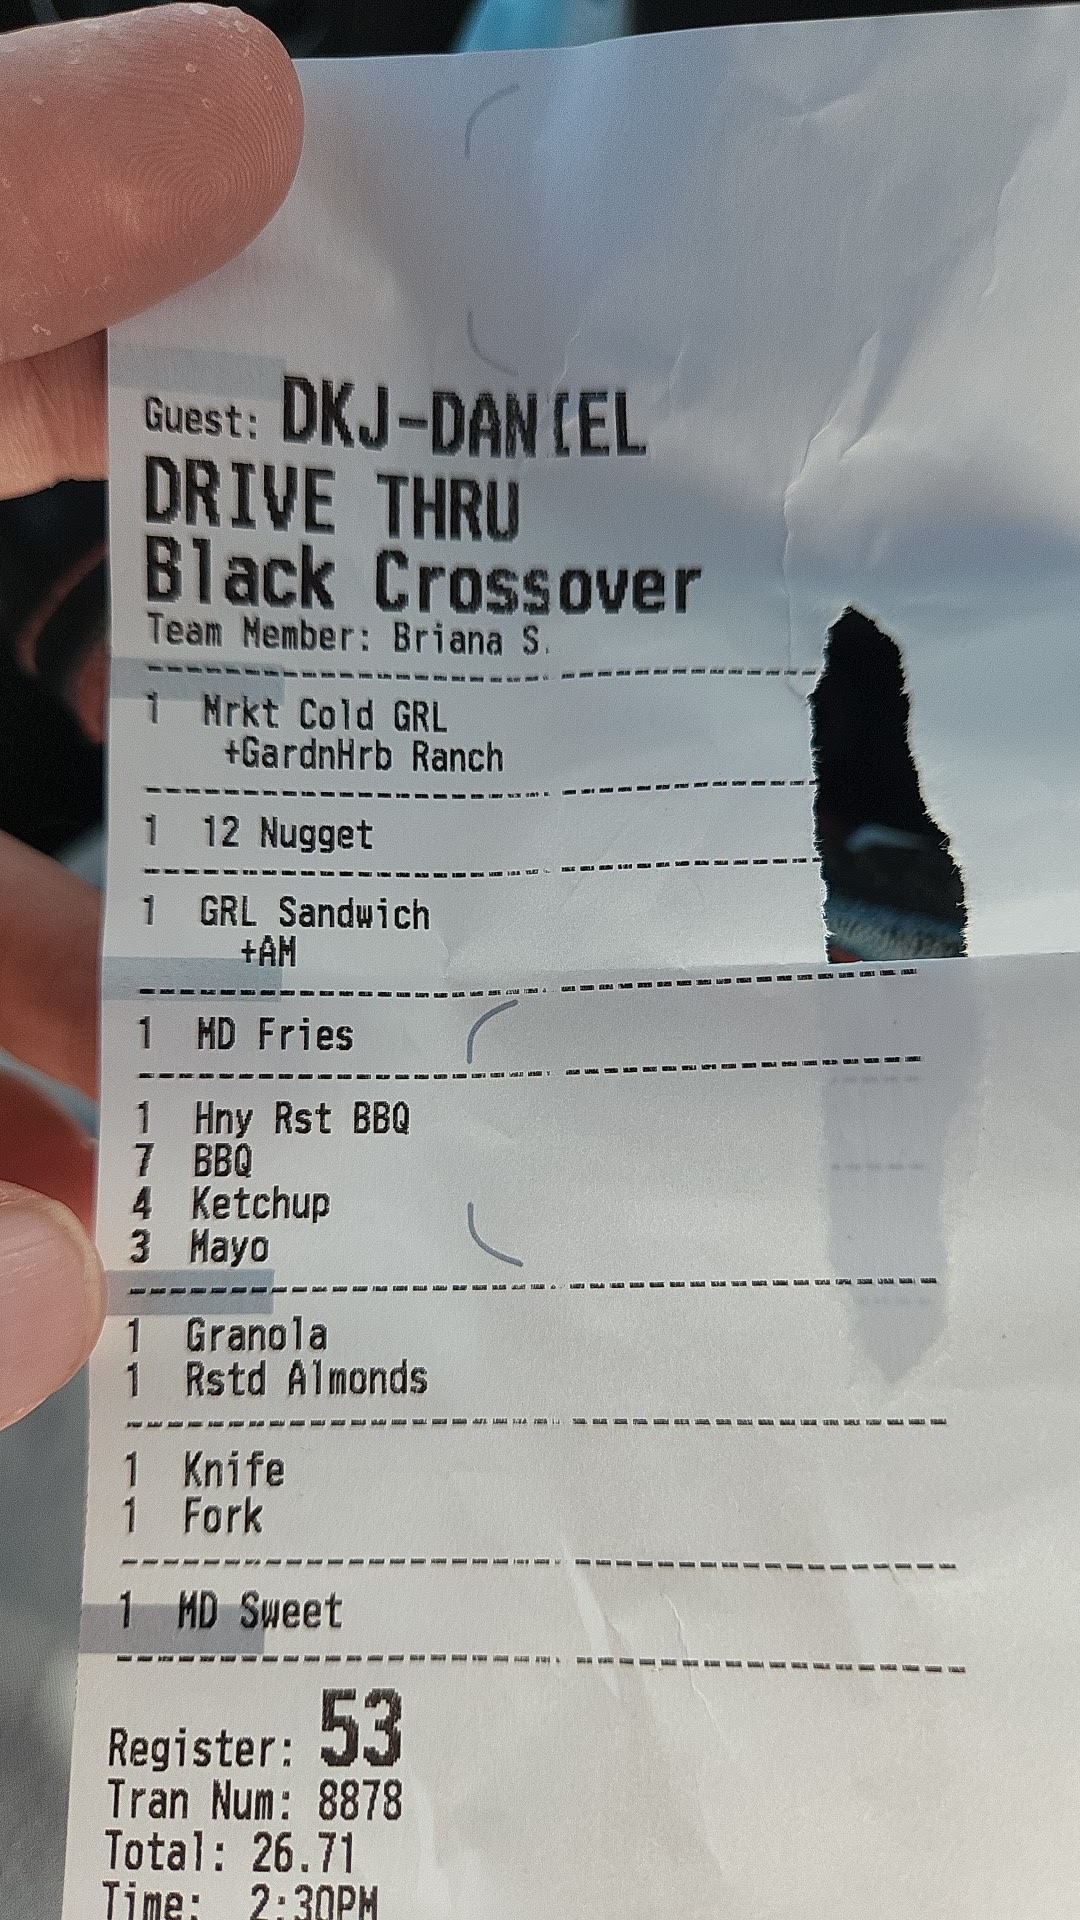 Guest: DKJ-DANIEL
DRIVE THRU
Black Crossover
Team Member: Briana S.
1 Mrkt Cold GRL
+GardnHrb Ranch
1 12 Nugget
1 GRL Sandwich
+AM
1 MD Fries
1 Hny Rst BBQ
7 BBQ
4 Ketchup
3 Mayo
1 Granola
1 Rstd Almonds
1 Knife
1 Fork
1 MD Sweet
Register: 53
Tran Num: 8878
Total: 26.71
Time: 2:30PM